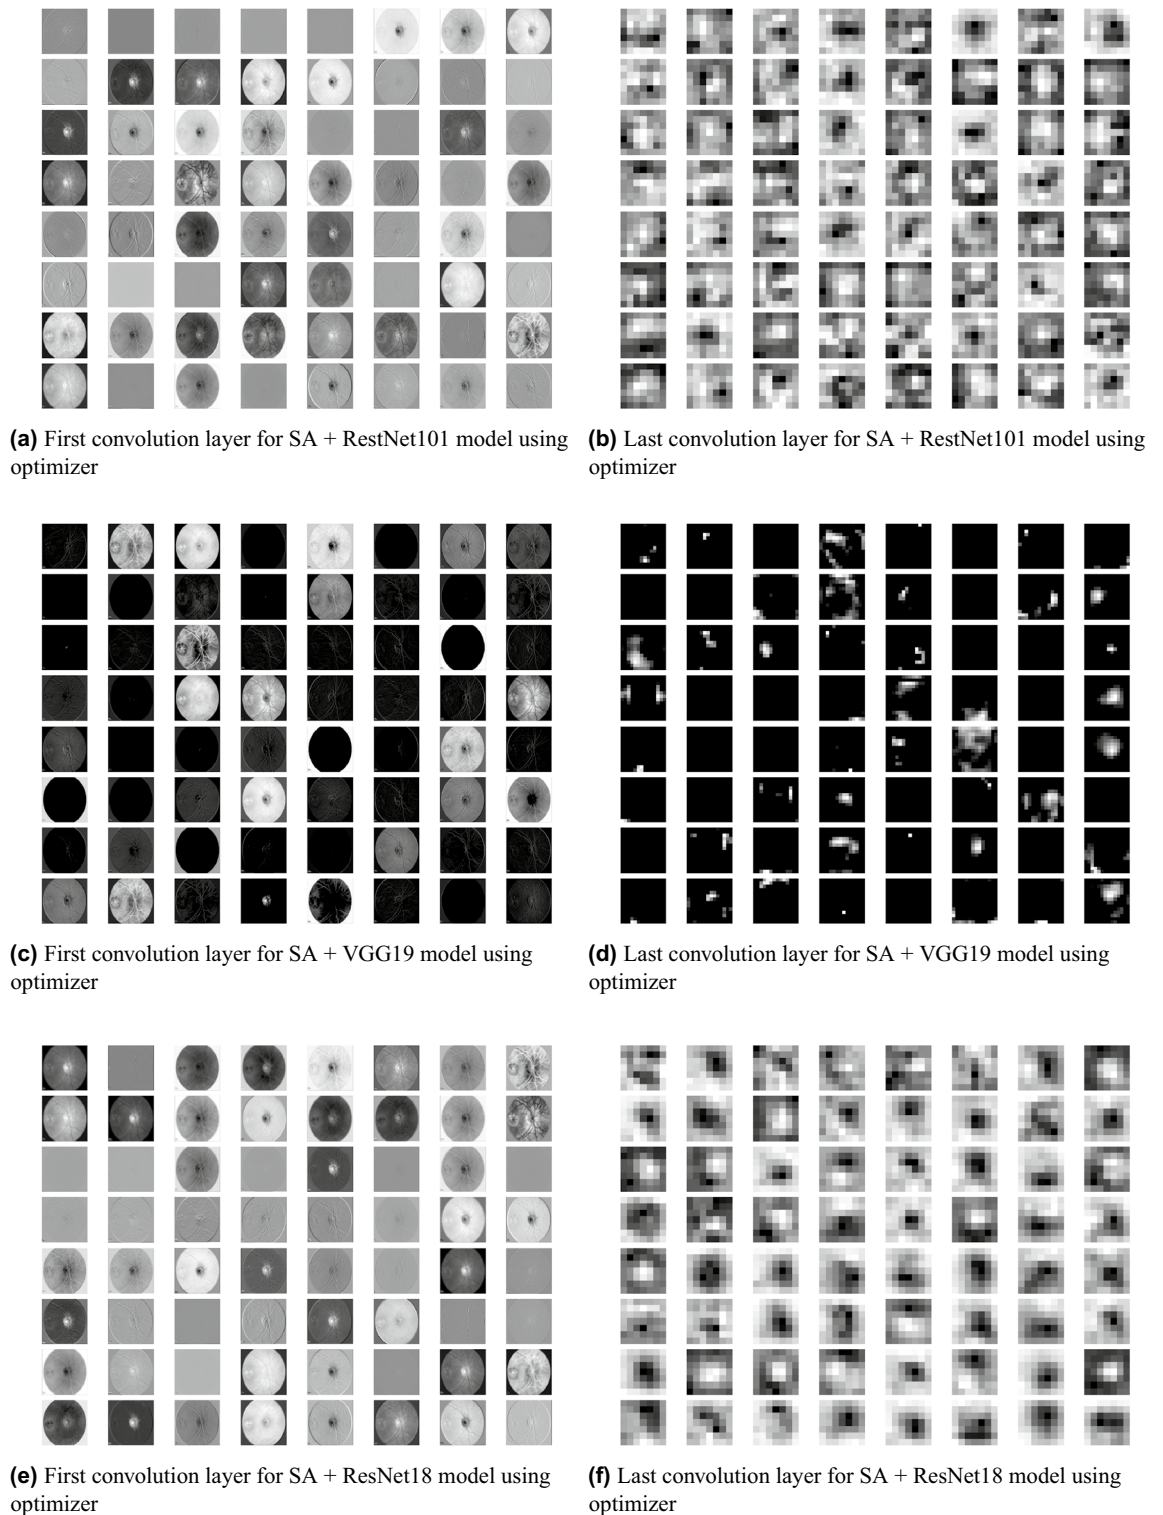 (a) First convolution layer for SA + RestNet101 model using
optimizer
(b) Last convolution layer for SA + RestNet101 model using
optimizer
(c) First convolution layer for SA + VGG19 model using
optimizer
(d) Last convolution layer for SA + VGG19 model using
optimizer
(e) First convolution layer for SA + ResNet18 model using
optimizer
(f) Last convolution layer for SA + ResNet18 model using
optimizer